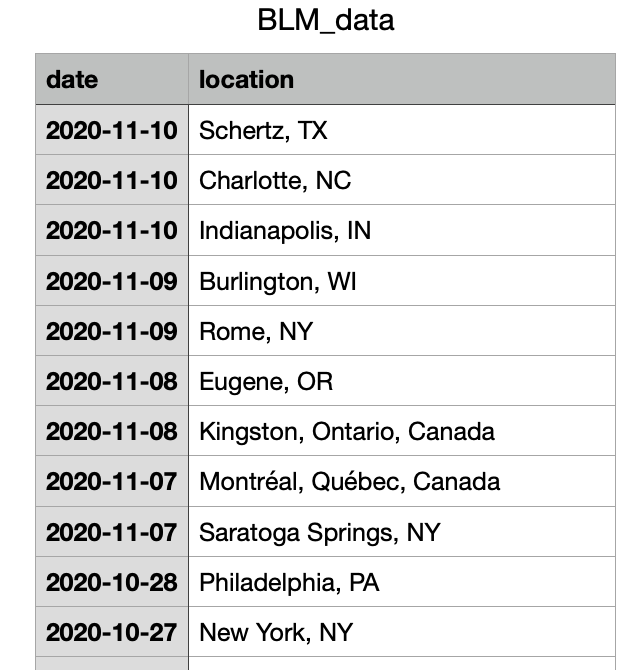 BLM_data
date location
2020-11-10 Schertz, TX
2020-11-10 Charlotte, NC
2020-11-10 Indianapolis, IN
2020-11-09 Burlington, WI
2020-11-09 Rome, NY
2020-11-08 Eugene, OR
2020-11-08 Kingston, Ontario, Canada
2020-11-07 Montréal, Québec, Canada
2020-11-07 Saratoga Springs, NY
2020-10-28 Philadelphia, PA
2020-10-27 New York, NY